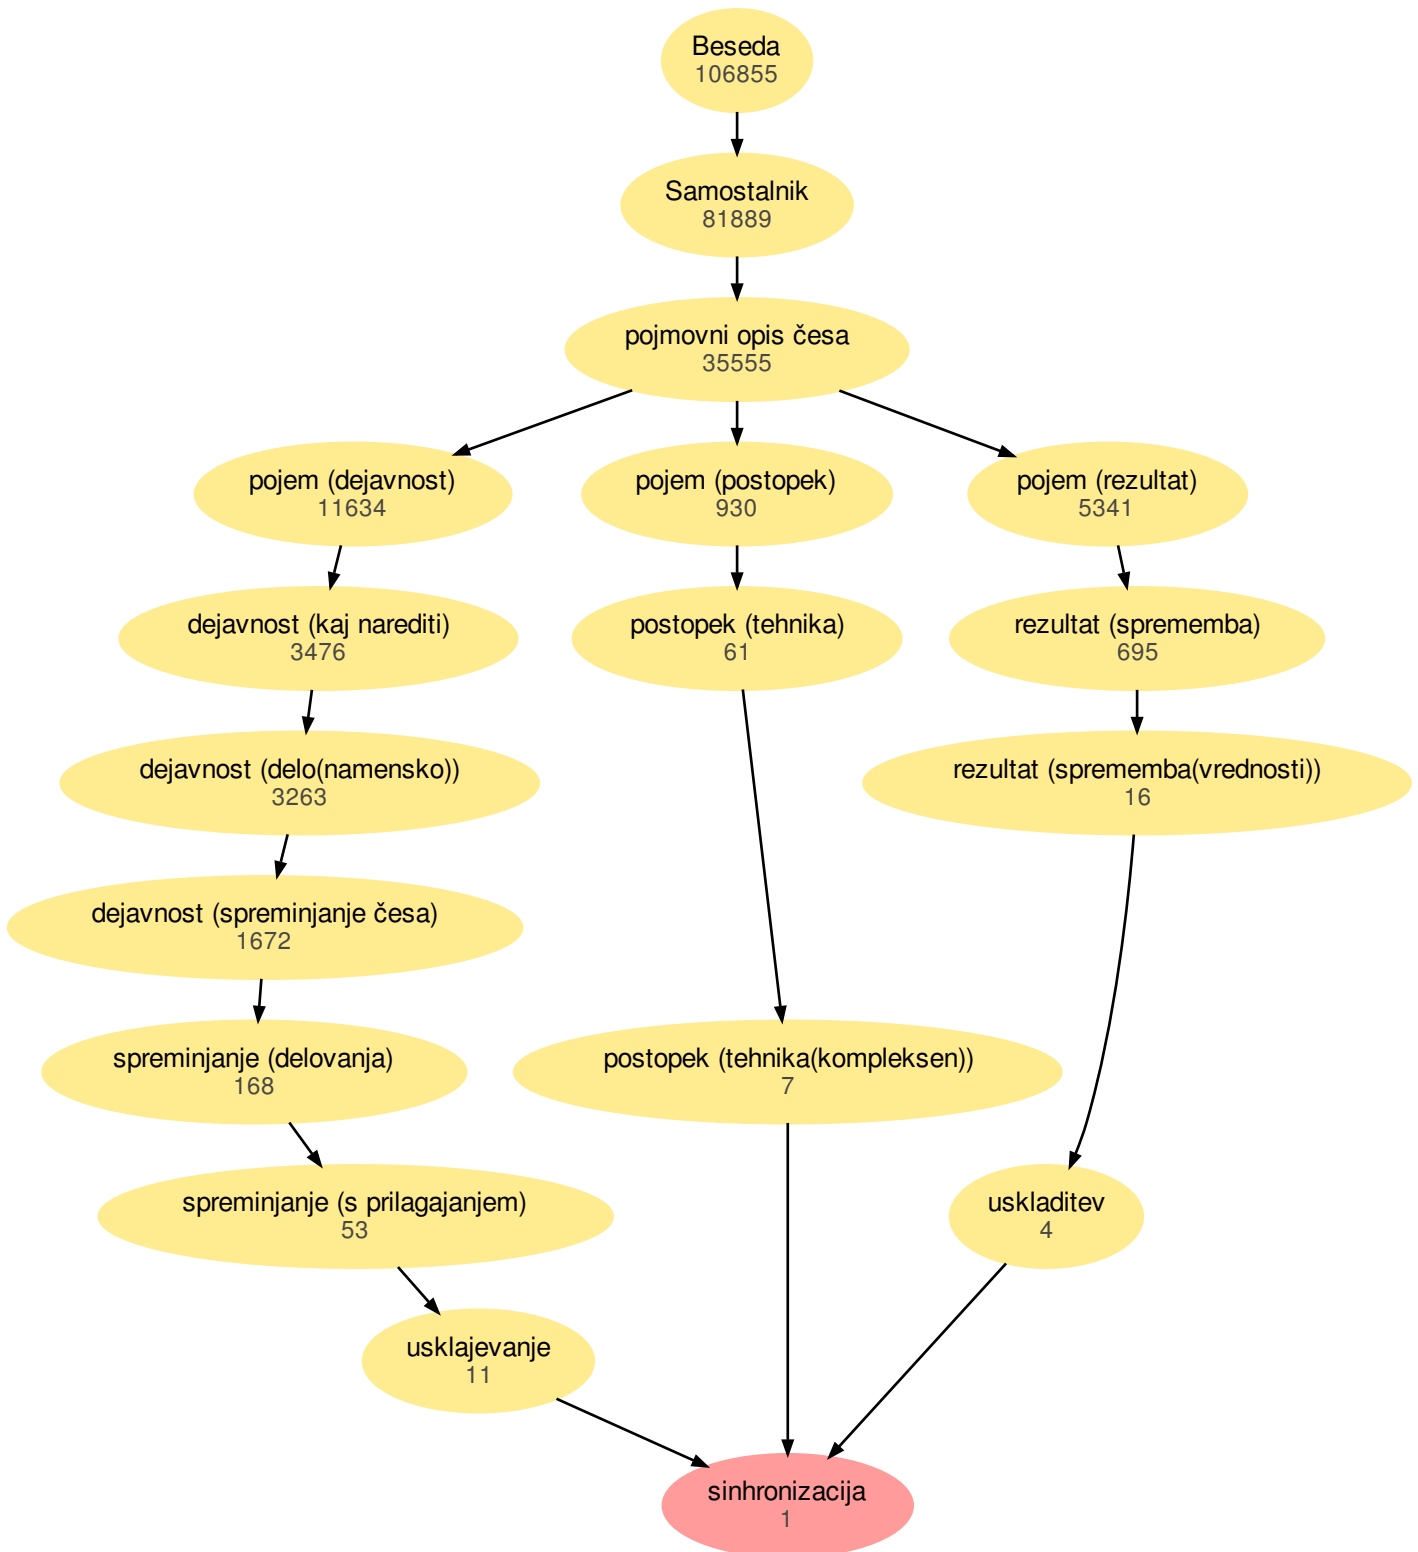 Beseda
106855
Samostalnik
81889
pojmovni opis česa
35555
pojem (dejavnost)
11634
pojem (postopek)
930
pojem (rezultat)
5341
dejavnost (kaj narediti)
3476
postopek (tehnika)
61
rezultat (sprememba)
695
dejavnost (delo(namensko))
3263
rezultat (sprememba(vrednosti))
16
dejavnost (spreminjanje česa)
1672
spreminjanje (delovanja)
168
postopek (tehnika(kompleksen))
7
spreminjanje (s prilagajanjem)
53
uskladitev
4
usklajevanje
11
sinhronizacija
1